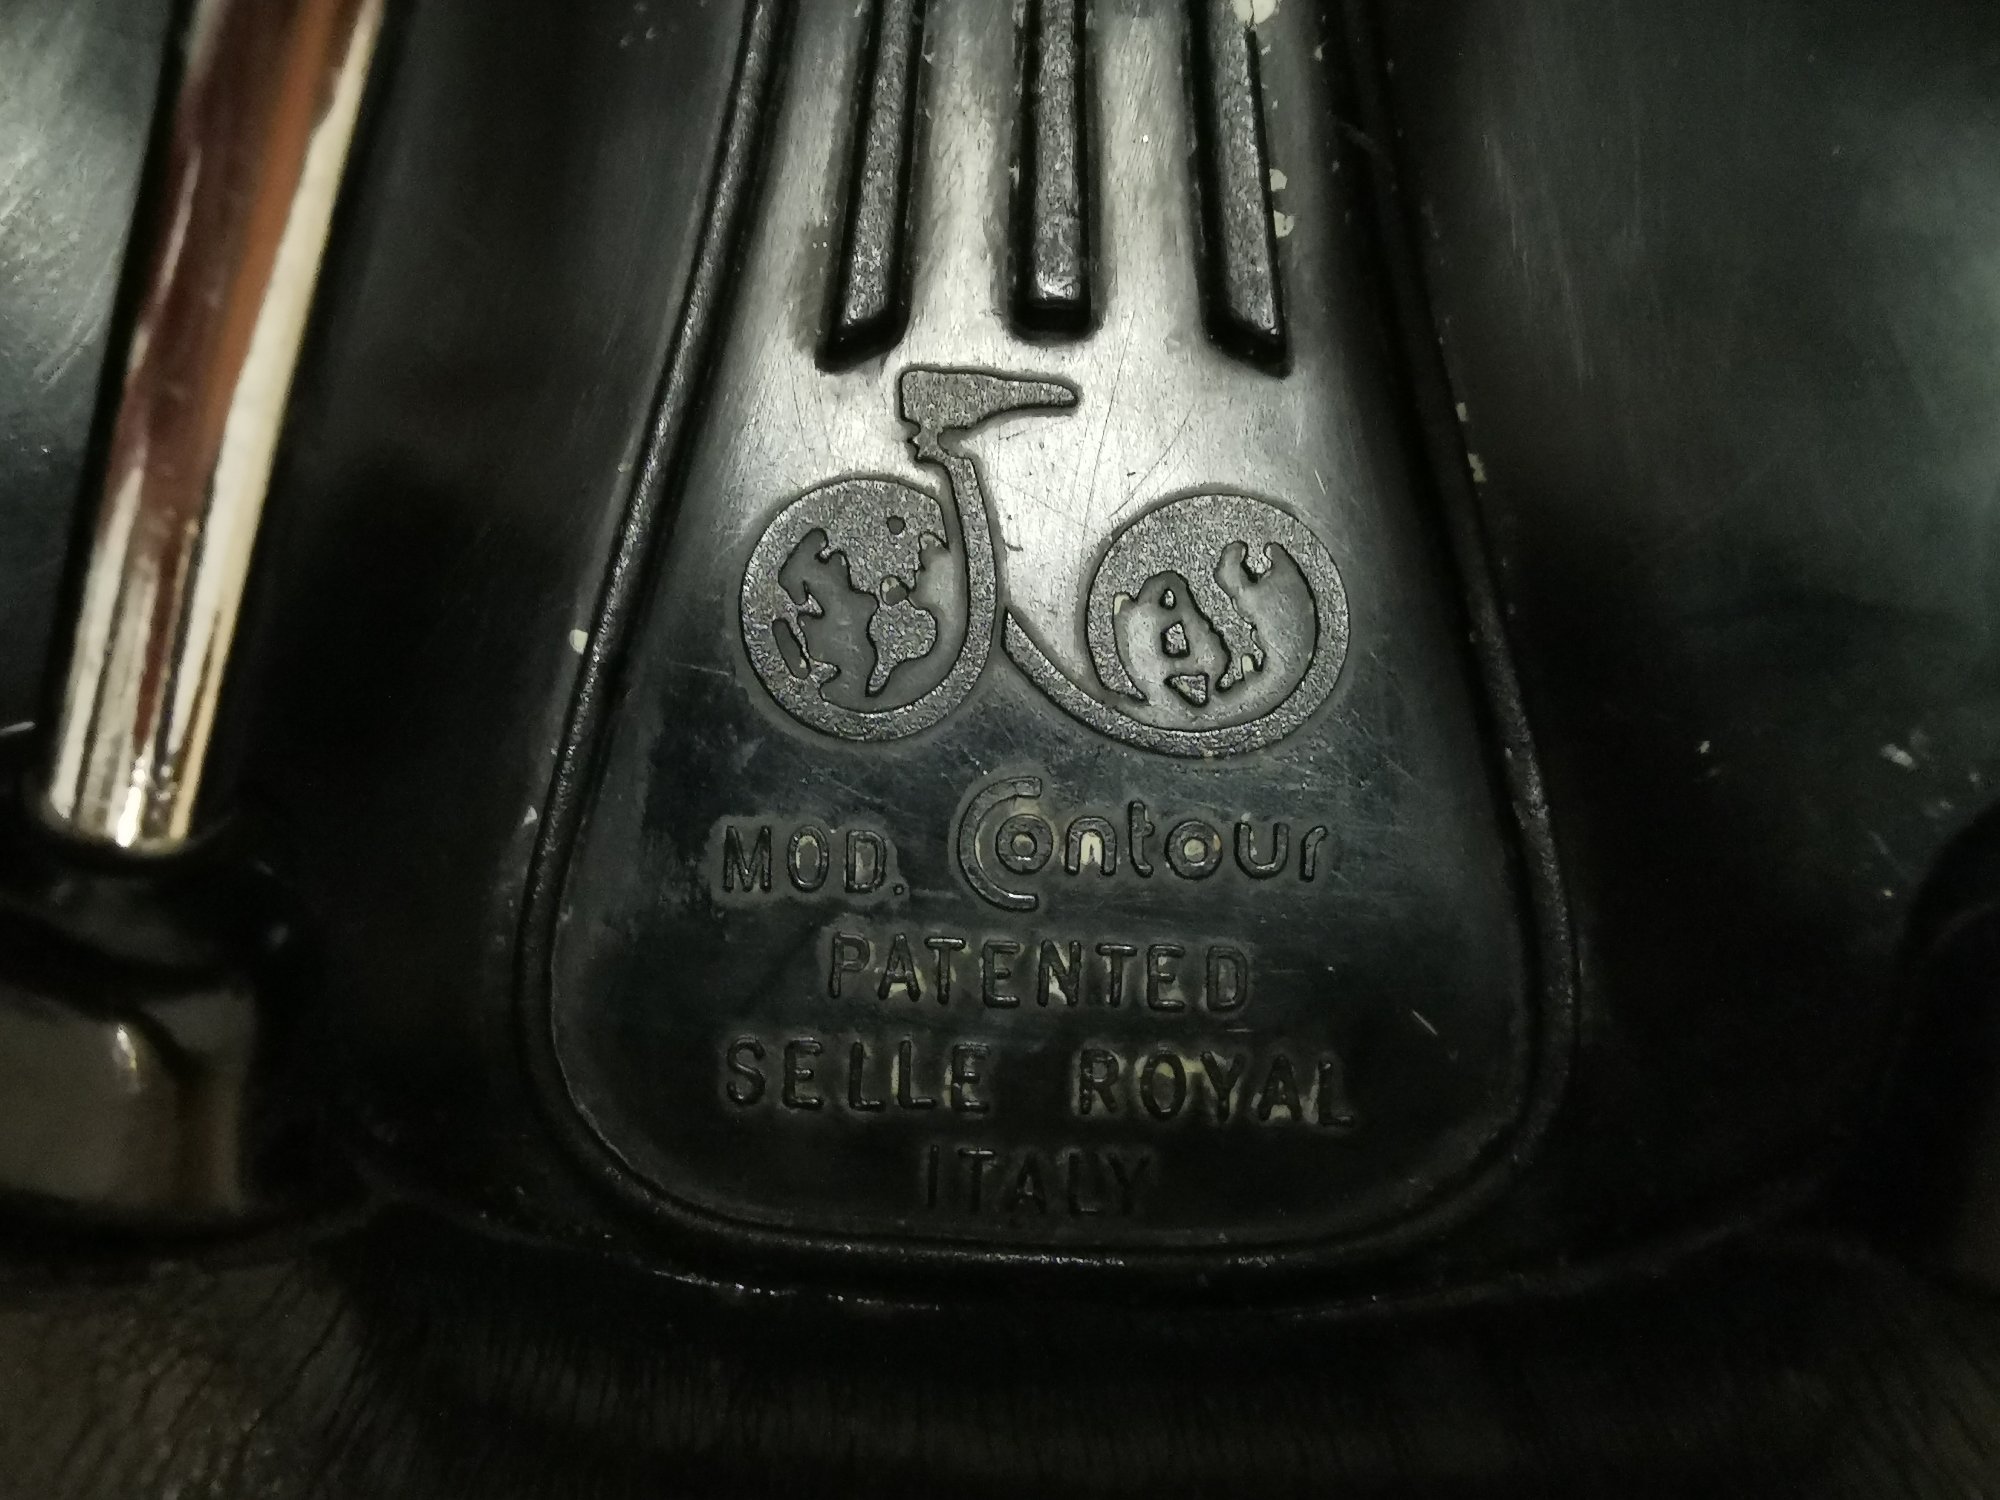 MOD. Contour
PATENTED
SELLE ROYAL
ITALY